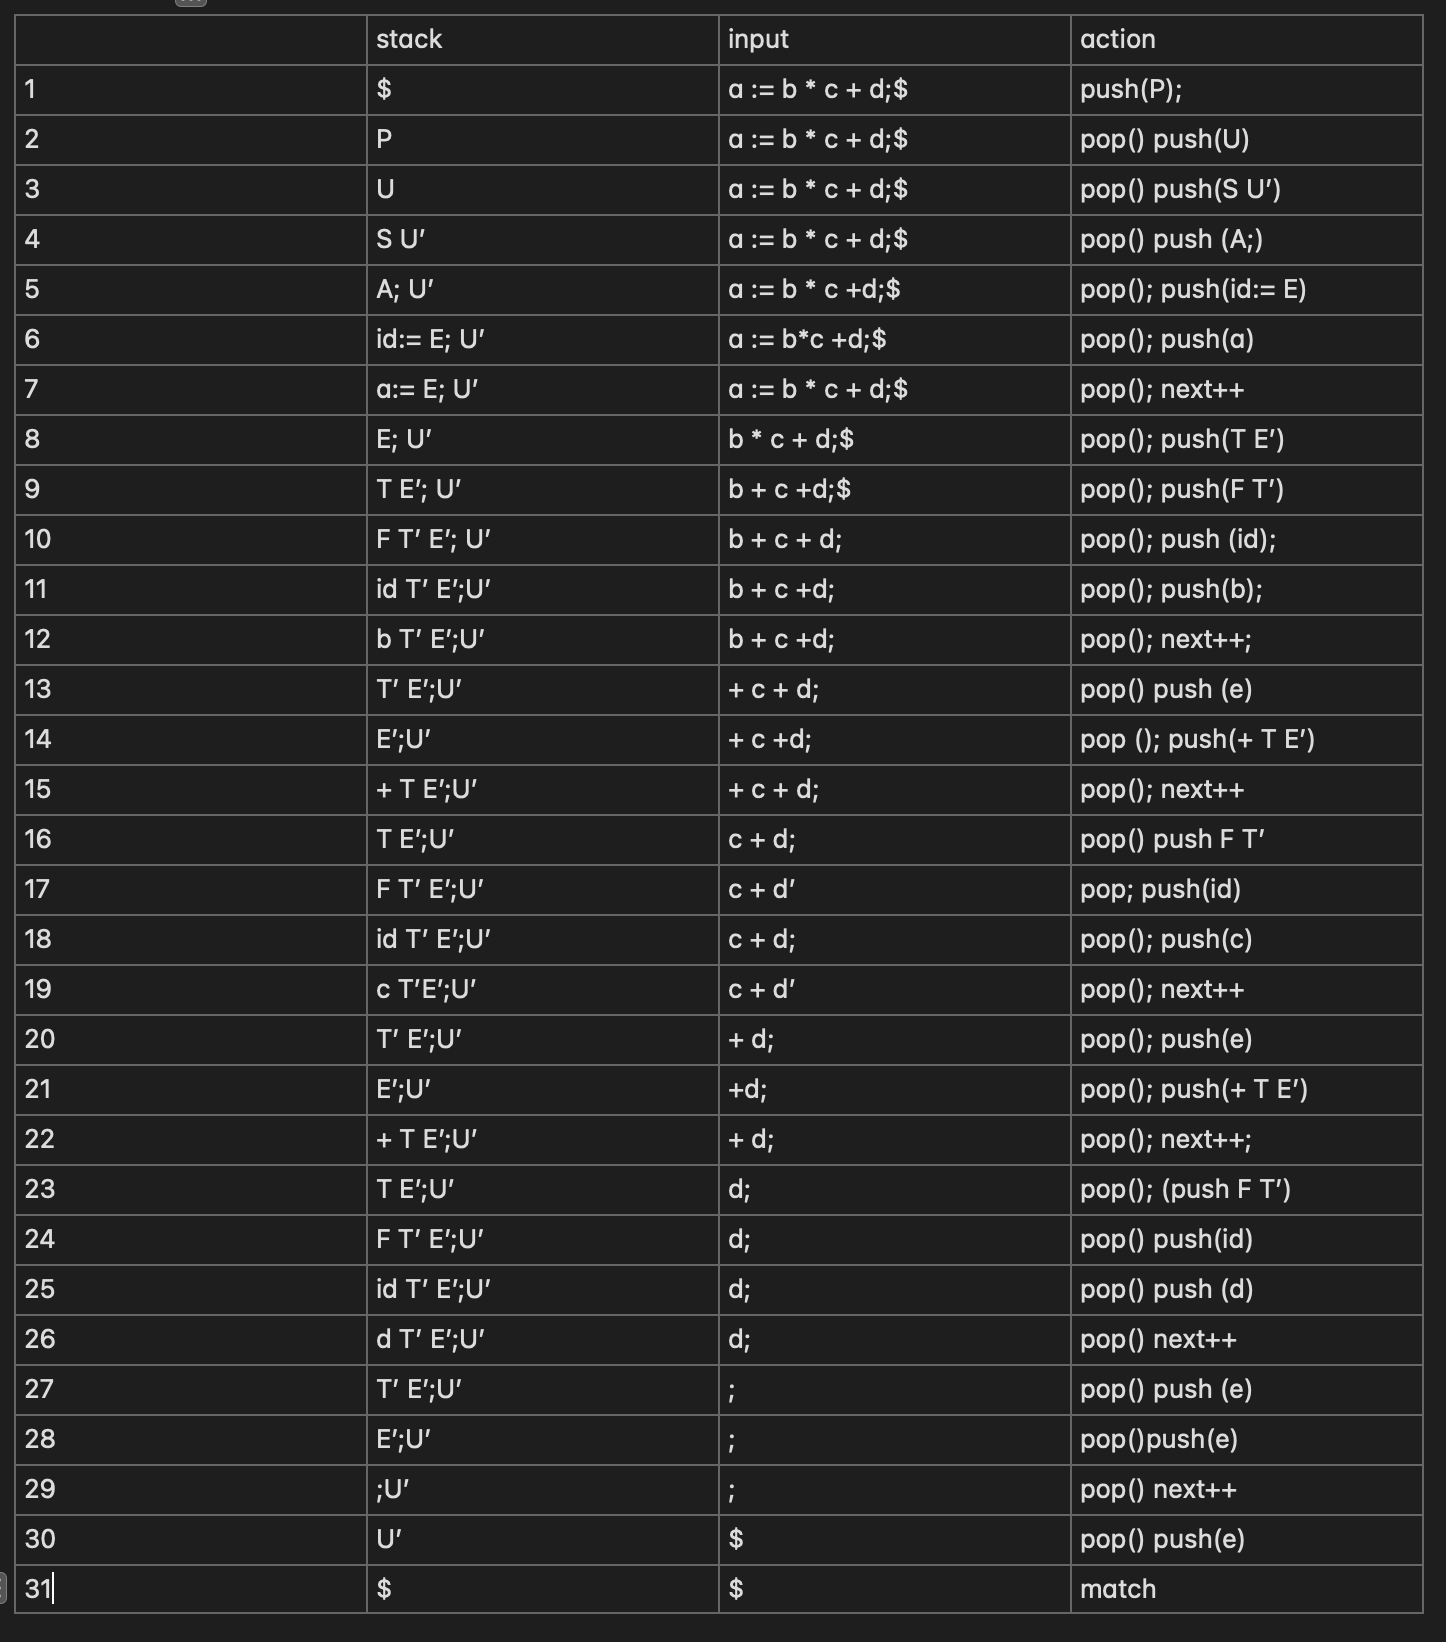 stack input action
1 $ a := b * c + d;$ push(P);
2 P a := b * c + d;$ pop() push(U)
3 U a := b * c + d;$ pop() push(S U’)
4 S U’ a := b * c + d;$ pop() push (A;)
5 A; U’ a := b * c +d;$ pop(); push(id:= E)
6 id:= E; U’ a := b*c +d;$ pop(); push(a)
7 a:= E; U’ a := b * c + d;$ pop(); next++
8 E; U’ b * c + d;$ pop(); push(T E’)
9 T E’; U’ b + c +d;$ pop(); push(F T’)
10 F T’ E’; U’ b + c + d; pop(); push (id);
11 id T’ E’;U’ b + c +d; pop(); push(b);
12 b T’ E’;U’ b + c +d; pop(); next++;
13 T’ E’;U’ + c + d; pop() push (e)
14 E’;U’ + c +d; pop (); push(+ T E’)
15 + T E’;U’ + c + d; pop(); next++
16 T E’;U’ c + d; pop() push F T’
17 F T’ E’;U’ c + d’ pop; push(id)
18 id T’ E’;U’ c + d; pop(); push(c)
19 c T’E’;U’ c + d’ pop(); next++
20 T’ E’;U’ + d; pop(); push(e)
21 E’;U’ +d; pop(); push(+ T E’)
22 + T E’;U’ + d; pop(); next++;
23 T E’;U’ d; pop(); (push F T’)
24 F T’ E’;U’ d; pop() push(id)
25 id T’ E’;U’ d; pop() push (d)
26 d T’ E’;U’ d; pop() next++
27 T’ E’;U’ ; pop() push (e)
28 E’;U’ ; pop()push(e)
29 ;U’ ; pop() next++
30 U’ $ pop() push(e)
31 $ $ match